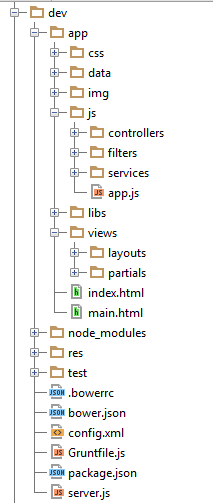 dev
app
css
data
img
js
controllers
filters
services
app.js
libs
views
layouts
partials
index.html
main.html
node_modules
res
test
.bowerrc
bower.json
config.xml
Gruntfile.js
package.json
server.js